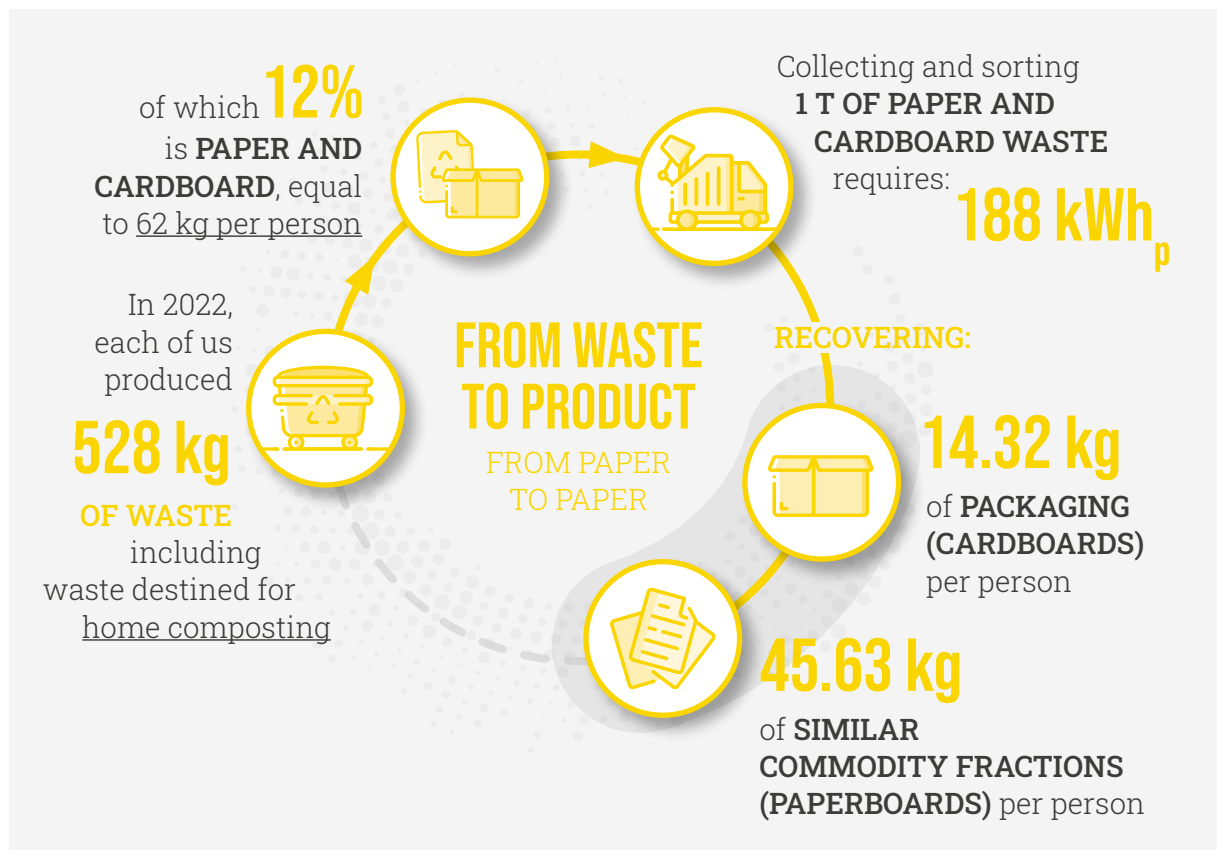 FROM WASTE
TO PRODUCT
FROM PAPER
TO PAPER
In 2022,
each of us
produced
528 kg
OF WASTE
including
waste destined for
home composting
of which 12%
is PAPER AND
CARDBOARD, equal
to 62 kg per person
Collecting and sorting
1 T OF PAPER AND
CARDBOARD WASTE
requires:
188 kWhp
RECOVERING:
14.32 kg
of PACKAGING
(CARDBOARDS)
per person
45.63 kg
of SIMILAR
COMMODITY FRACTIONS
(PAPERBOARDS) per person